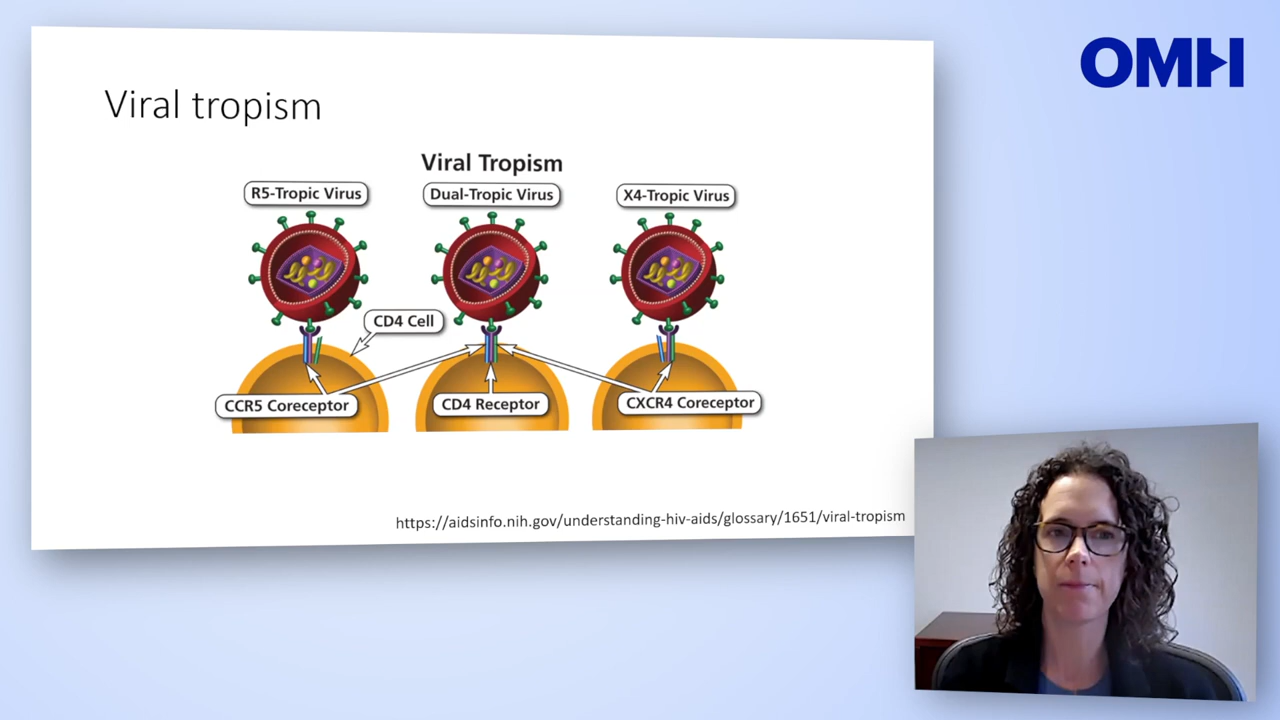 OMH
Viral tropism
Viral Tropism
R5-Tropic Virus
Dual-Tropic Virus
X4-Tropic Virus
CD4 Cell
CCR5 Coreceptor
CD4 Receptor
CXCR4 Coreceptor
https://aidsinfo.nih.gov/understanding-hiv-aids/glossary/1651/viral-tropism